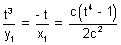 t³/y₁ = -t/x₁ = c(t⁴ - 1)/2c²